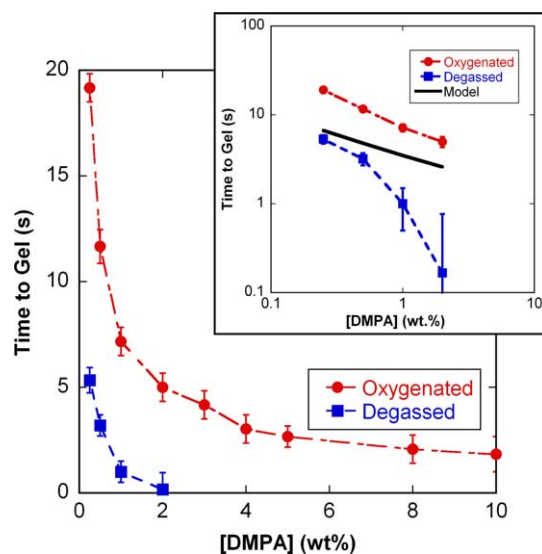 100
Oxygenated
Degassed
Model
10
Time to Gel (s)
1
0.1
0.1
1
10
[DMPA] (wt.%)
20
15
Time to Gel (s)
10
5
Oxygenated
Degassed
0
0
2
4
6
8
10
[DMPA] (wt%)